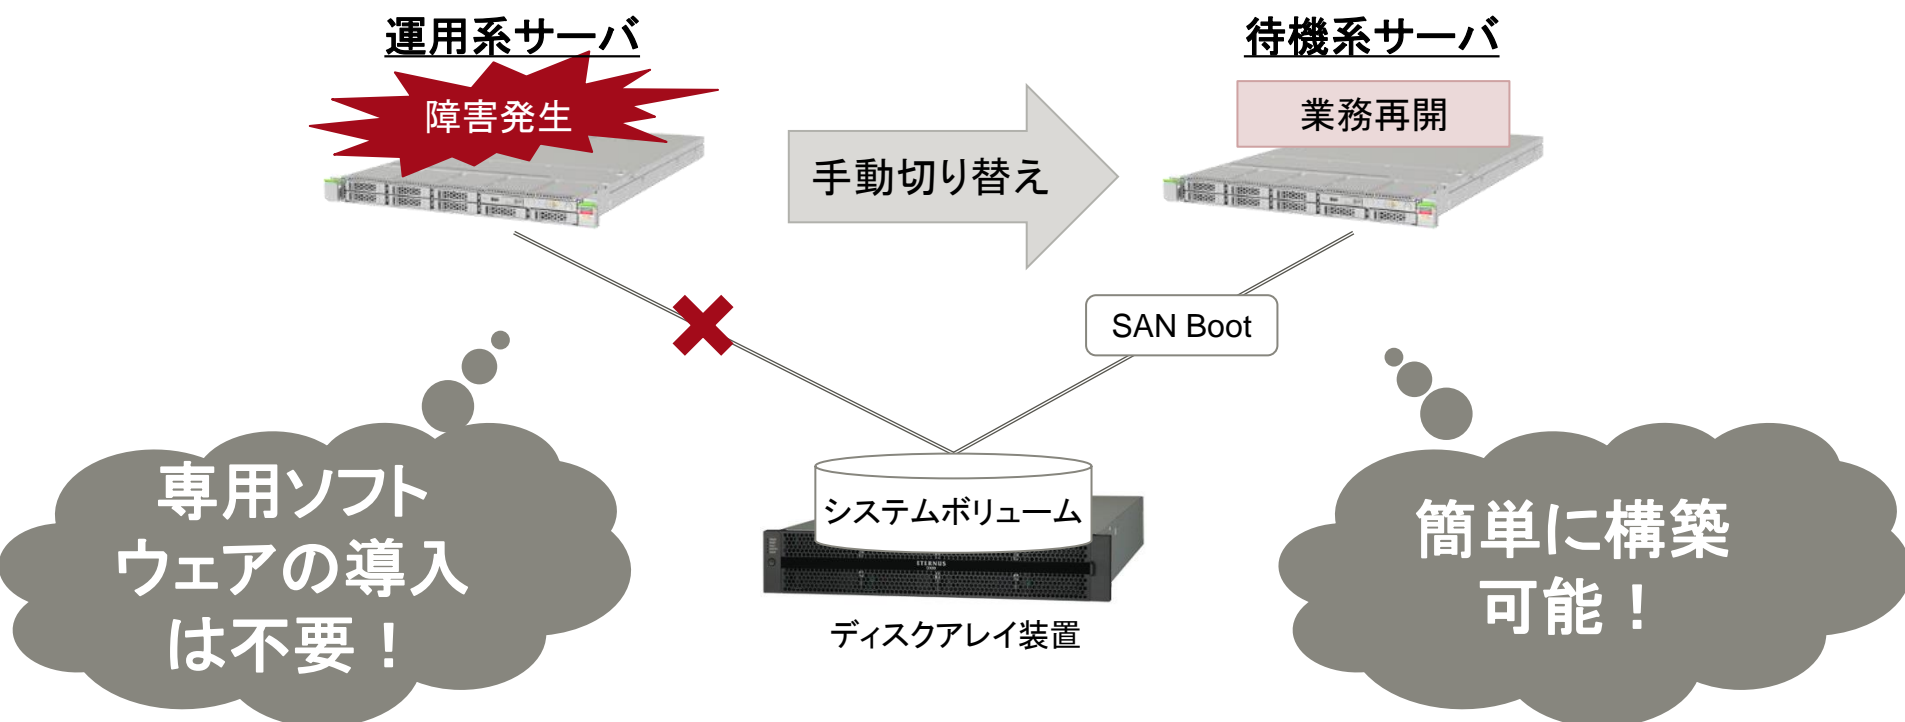 運用系サーバ
待機系サーバ
障害発生
業務再開
手動切り替え
SAN Boot
専用ソフト
ウェアの導入
は不要！
システムボリューム
ETERNUS
簡単に構築
可能！
ディスクアレイ装置